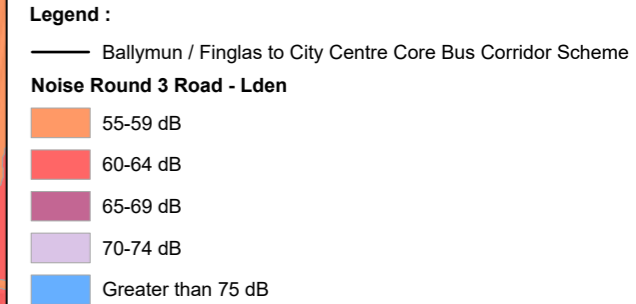 Legend :
Ballymun / Finglas to City Centre Core Bus Corridor Scheme
Noise Round 3 Road - Lden
55-59 dB
60-64 dB
65-69 dB
70-74 dB
Greater than 75 dB